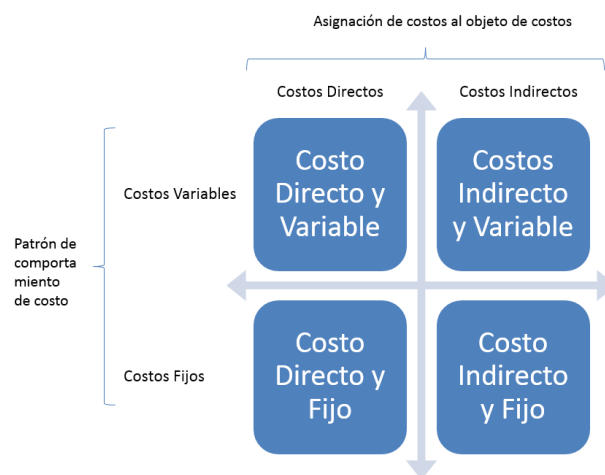 Asignación de costos al objeto de costos
Costos Directos
Costos Indirectos
Costos Variables
Costo
Directo y
Variable
Costos
Indirecto
y Variable
Patrón de
comporta
miento
de costo
Costos Fijos
Costo
Directo y
Fijo
Costo
Indirecto
y Fijo